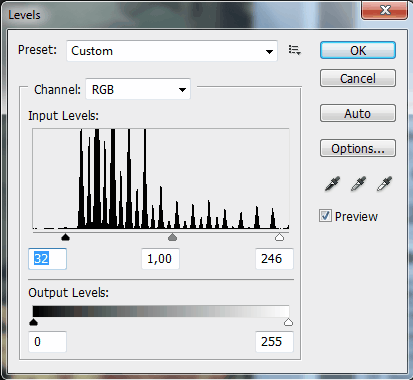 Levels
Preset: Custom
OK
Cancel
Auto
Options...
Preview
Channel: RGB
Input Levels:
32 1,00 246
Output Levels:
0 255